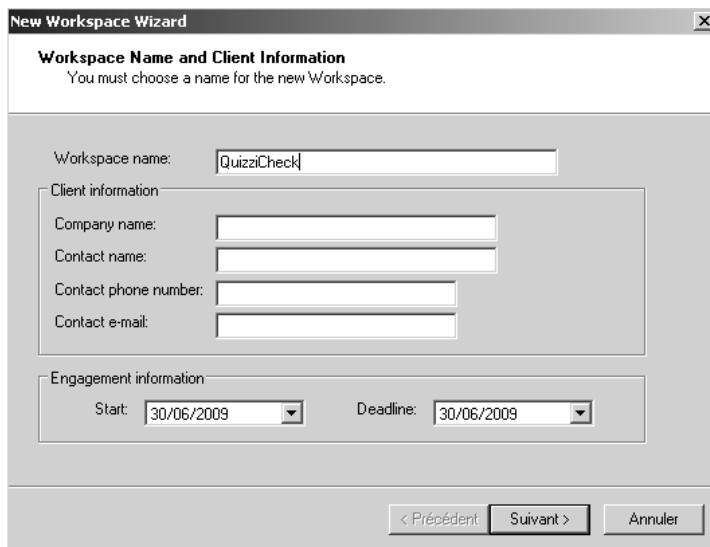 New Workspace Wizard
Workspace Name and Client Information
You must choose a name for the new Workspace.
Workspace name: QuizziCheck
Client information
Company name:
Contact name:
Contact phone number:
Contact e-mail:
Engagement information
Start: 30/06/2009 Deadline: 30/06/2009
< Précédent Suivant > Annuler